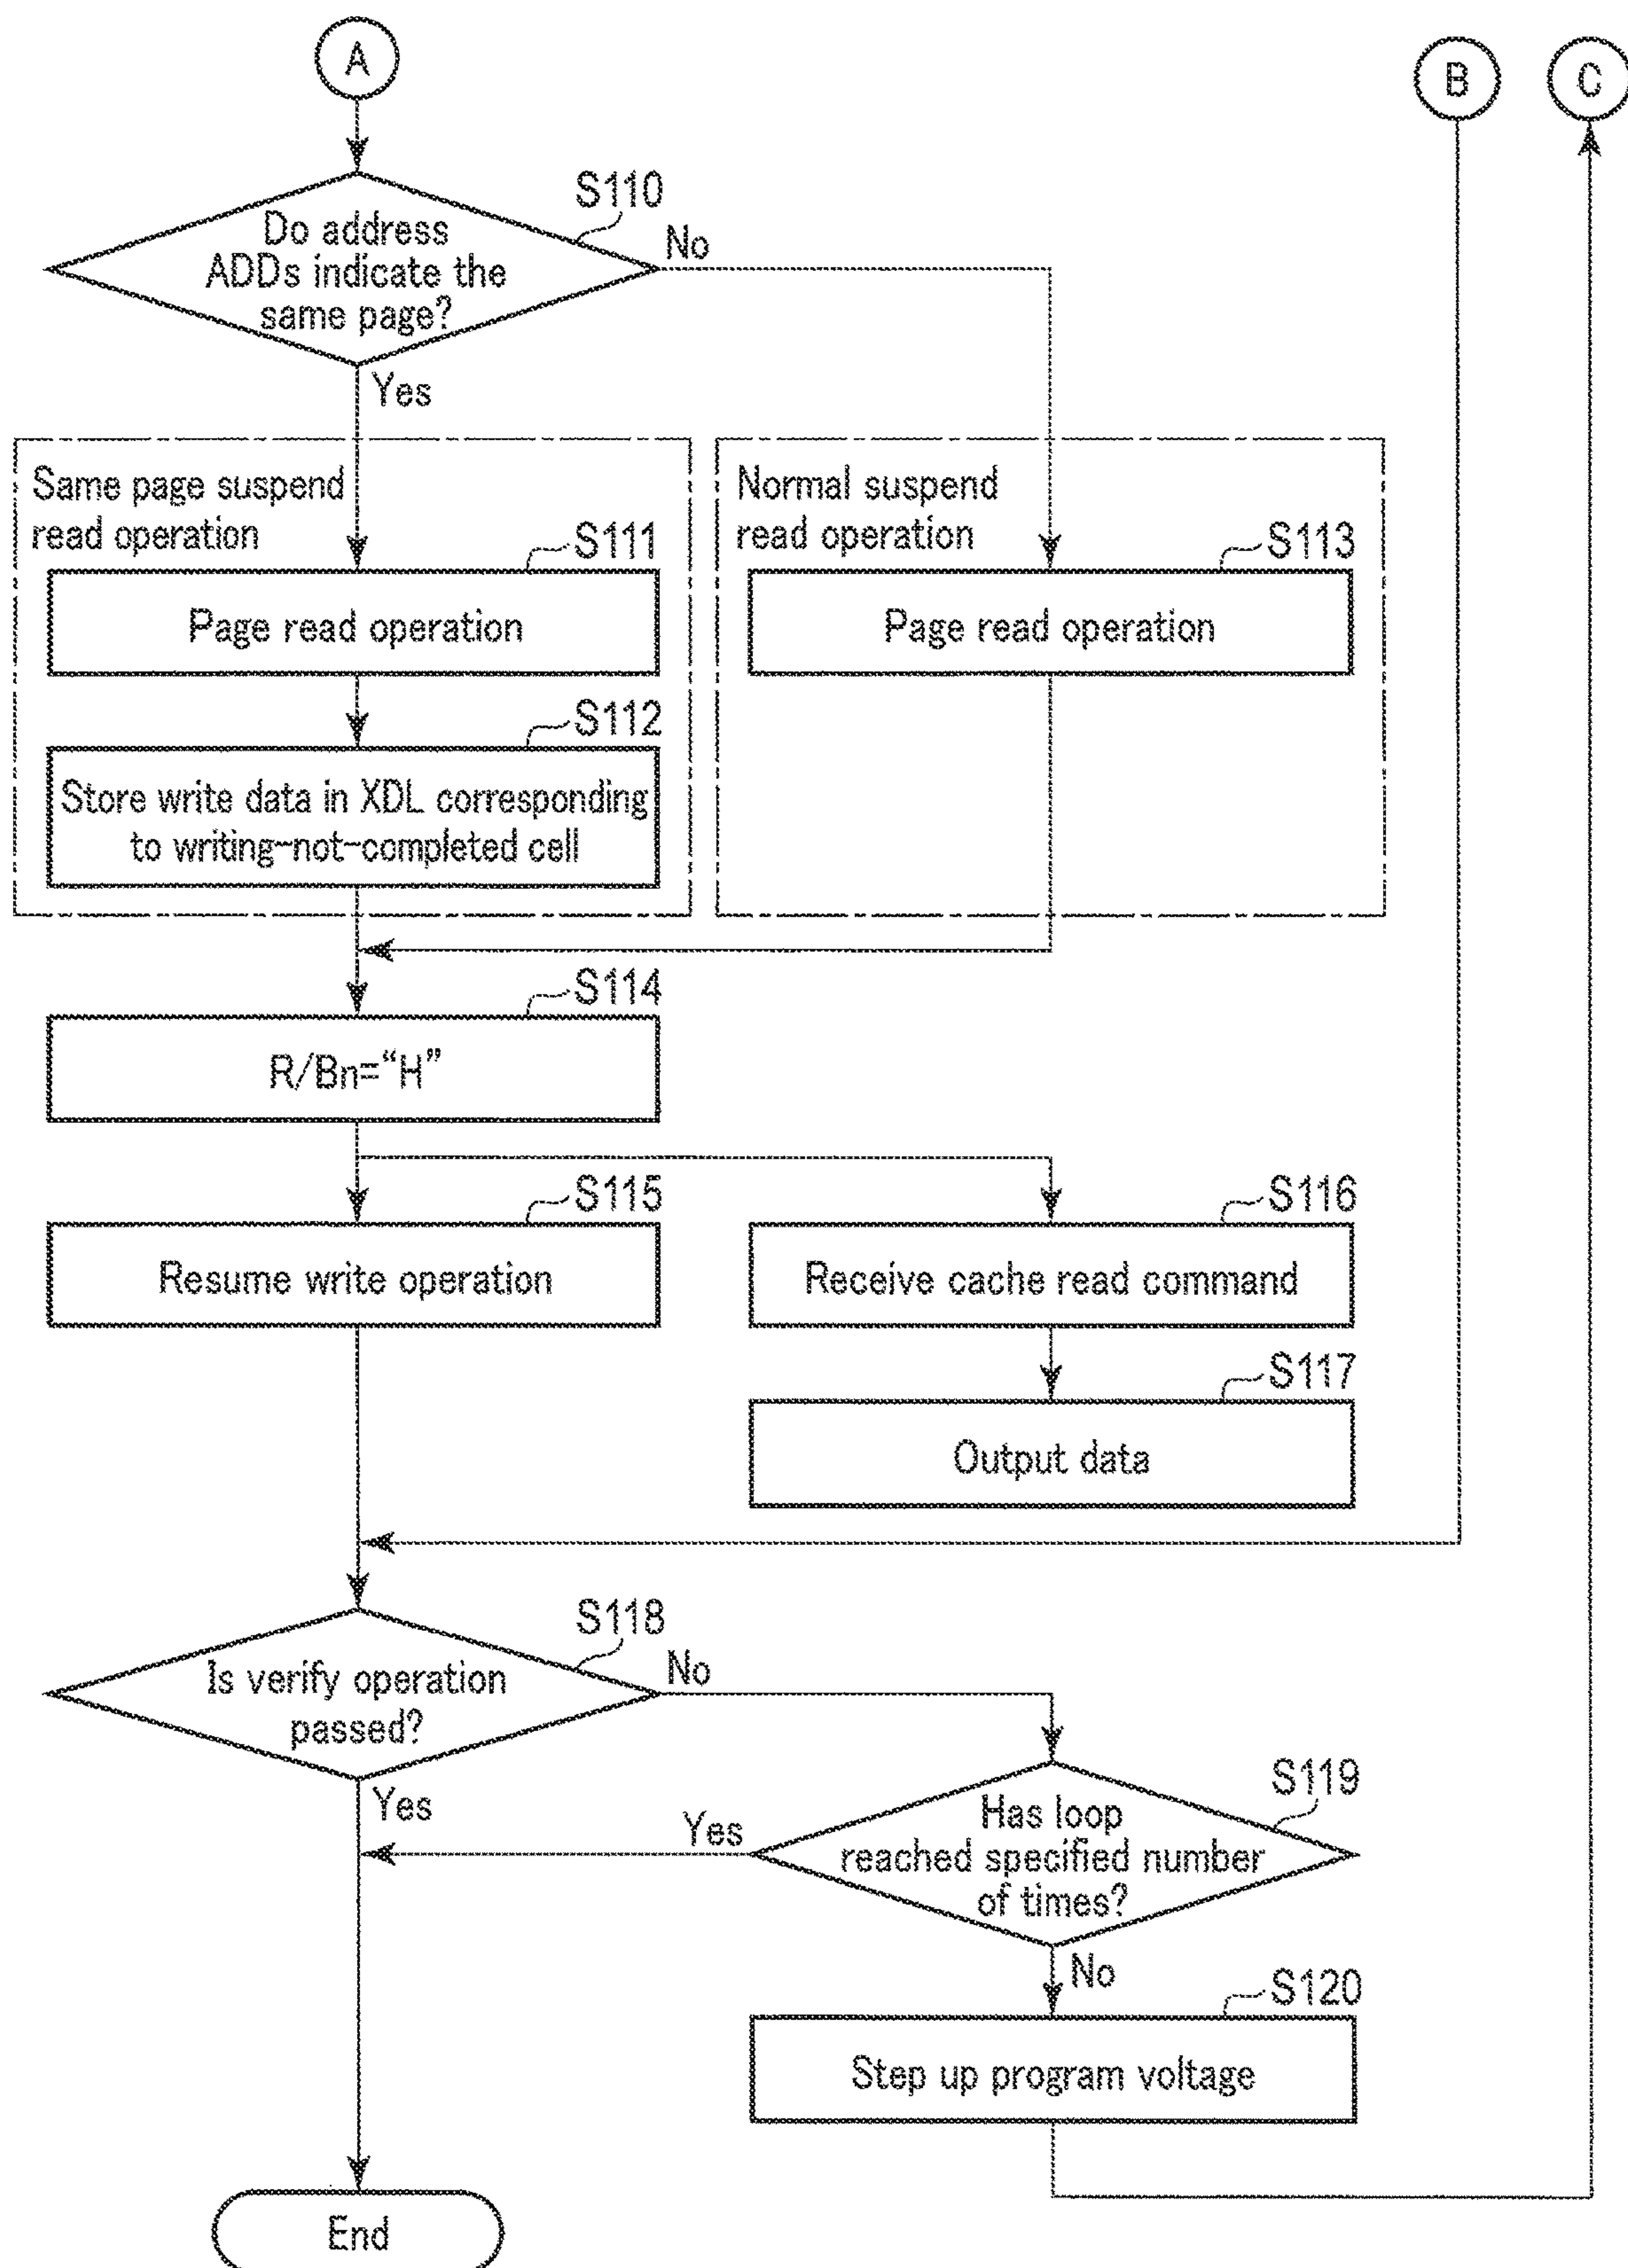 A
B
C
S110
Do address
ADDs indicate the
same page?
No
Yes
Same page suspend
read operation
S111
Page read operation
S112
Store write data in XDL corresponding
to writing-not-completed cell
Normal suspend
read operation
S113
Page read operation
S114
R/Bn="H"
S115
Resume write operation
S116
Receive cache read command
S117
Output data
S118
Is verify operation
passed?
No
Yes
S119
Has loop
reached specified number
of times?
Yes
No
S120
Step up program voltage
End